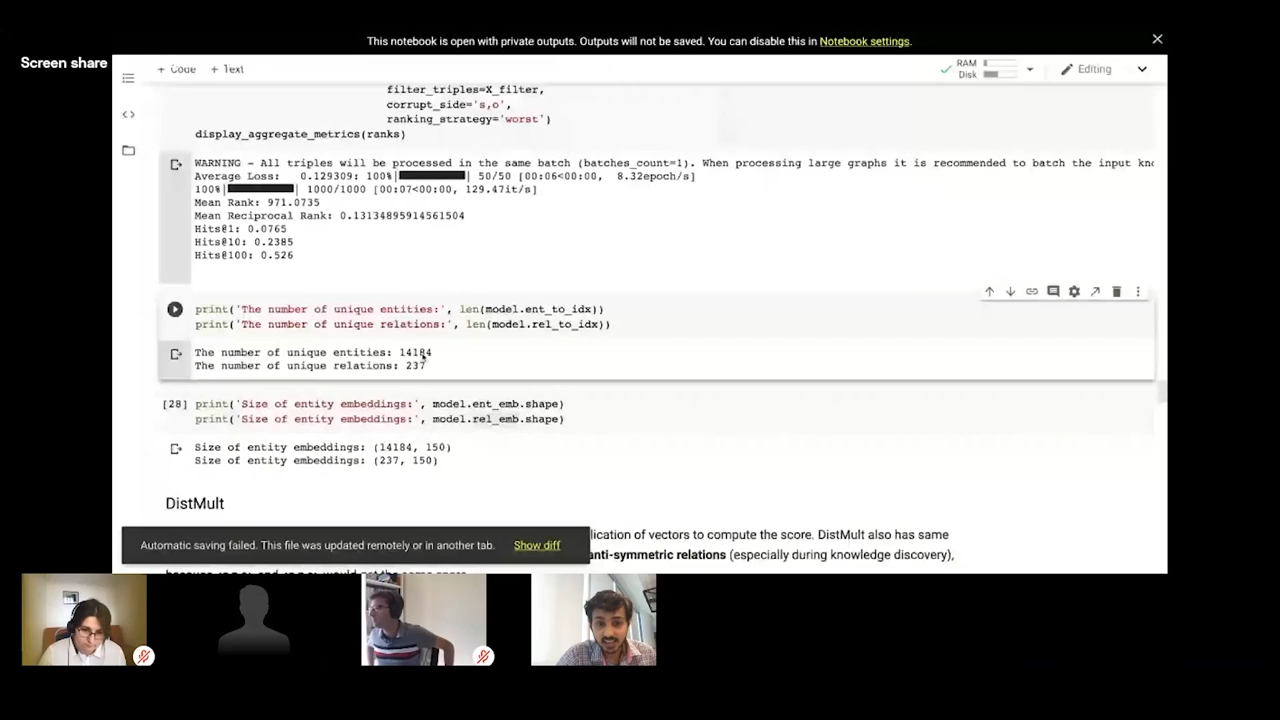 This notebook is open with private outputs. Outputs will not be saved. You can disable this in Notebook settings.
Screen share
+ Code + Text
RAM
Disk
Editing
filter_triples=X_filter,
corrupt_side='s,o',
ranking_strategy='worst')
display_aggregate_metrics(ranks)
WARNING - All triples will be processed in the same batch (batches_count=1). When processing large graphs it is recommended to batch the input kno
Average Loss: 0.129309: 100%| | 50/50 [00:06<00:00, 8.32epoch/s]
100%| | 1000/1000 [00:07<00:00, 129.47it/s]
Mean Rank: 971.0735
Mean Reciprocal Rank: 0.13134895914561504
Hits@1: 0.0765
Hits@10: 0.2385
Hits@100: 0.526
print('The number of unique entities:', len(model.ent_to_idx))
print('The number of unique relations:', len(model.rel_to_idx))
The number of unique entities: 14184
The number of unique relations: 237
[28] print('Size of entity embeddings:', model.ent_emb.shape)
print('Size of entity embeddings:', model.rel_emb.shape)
Size of entity embeddings: (14184, 150)
Size of entity embeddings: (237, 150)
DistMult
lication of vectors to compute the score. DistMult also has same
Automatic saving failed. This file was updated remotely or in another tab. Show diff
anti-symmetric relations (especially during knowledge discovery),